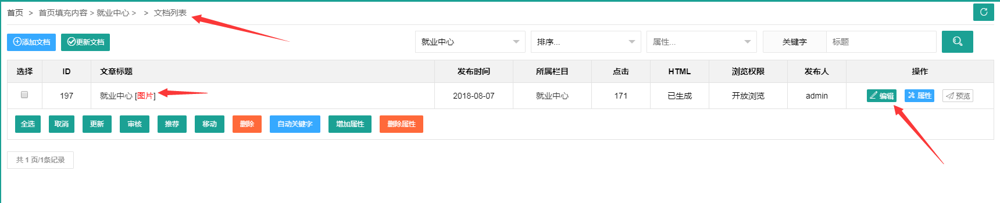 首页 > 首页填充内容 > 就业中心 > > 文档列表
添加文档 更新文档 就业中心 排序... 属性... 关键字 标题
选择 ID 文章标题 发布时间 所属栏目 点击 HTML 浏览权限 发布人 操作
197 就业中心 [图片] 2018-08-07 就业中心 171 已生成 开放浏览 admin 编辑 属性 预览
全选 取消 更新 审核 推荐 移动 删除 自动关键字 增加属性 删除属性
共 1 页/1条记录